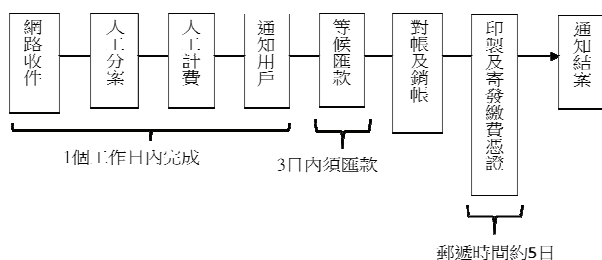 網路收件
人工分案
人工計費
通知用戶
等候匯款
對帳及銷帳
印製及寄發繳費憑證
通知結案
1個工作日內完成
3日內須匯款
郵遞時間約5日